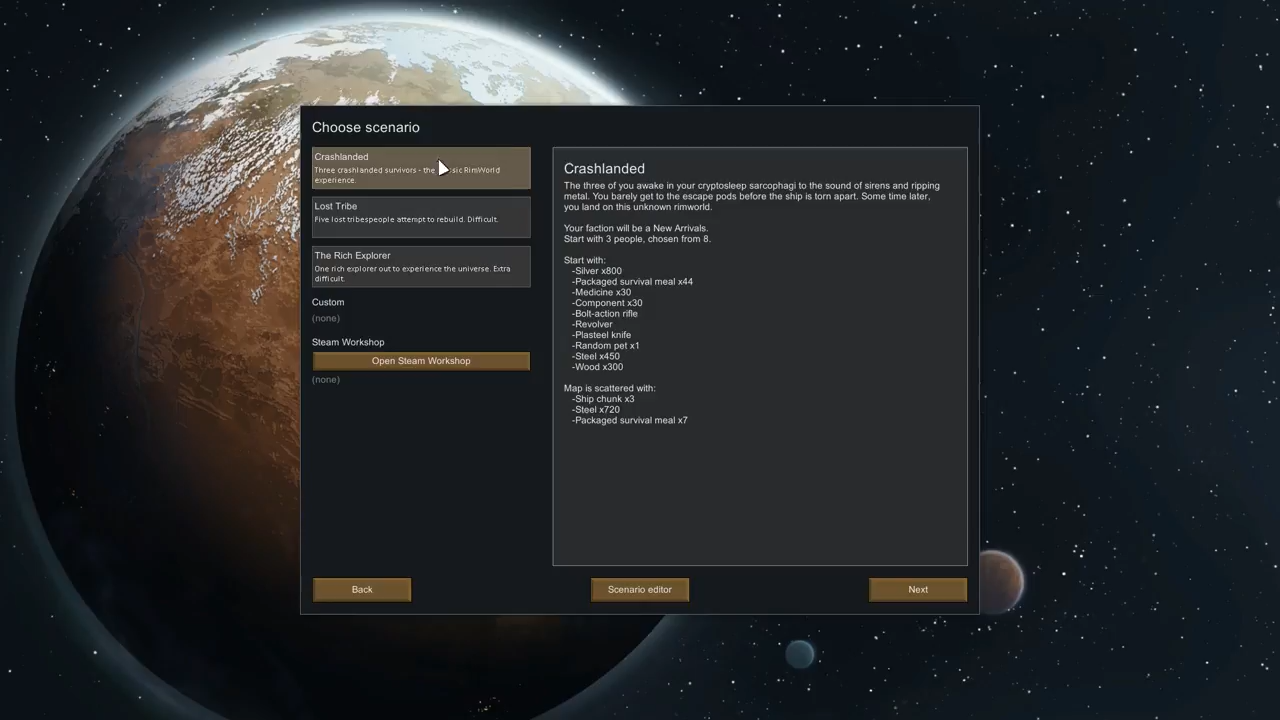 Choose scenario
Crashlanded
Three crashlanded survivors - the sic RimWorld
experience.
Lost Tribe
Five lost tribespeople attempt to rebuild. Difficult.
The Rich Explorer
One rich explorer out to experience the universe. Extra
difficult.
Custom
(none)
Steam Workshop
Open Steam Workshop
(none)
Crashlanded
The three of you awake in your cryptosleep sarcophagi to the sound of sirens and ripping
metal. You barely get to the escape pods before the ship is torn apart. Some time later,
you land on this unknown rimworld.
Your faction will be a New Arrivals.
Start with 3 people, chosen from 8.
Start with:
-Silver x800
-Packaged survival meal x44
-Medicine x30
-Component x30
-Bolt-action rifle
-Revolver
-Plasteel knife
-Random pet x1
-Steel x450
-Wood x300
Map is scattered with:
-Ship chunk x3
-Steel x720
-Packaged survival meal x7
Back
Scenario editor
Next